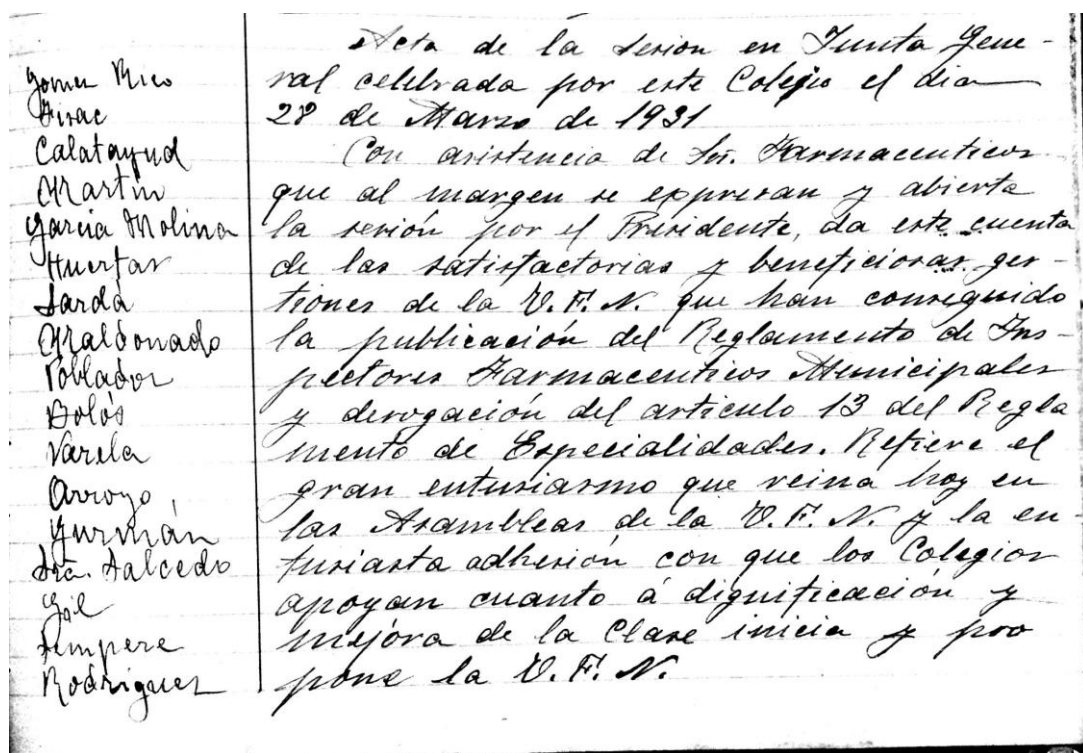 Gomez Rico
Tirac
Calatayud
Martin
Garcia Molina
Huertas
Sarda
Maldonado
Poblador
Bolós
Varela
Arroyo,
Guzmán
Sra. Salcedo
Gil
Sempere
Rodriguez
Acta de la sesion en Junta Gene-
ral celebrada por este Colegio el dia
28 de Marzo de 1931
Con asistencia de Srs. Farmaceuticos
que al margen se expresan y abierta
la sesión por el Presidente, da este cuenta
de las satisfactorias y beneficiosas ges-
tiones de la U. F. N. que han conseguido
la publicación del Reglamento de Ins-
pectores Farmaceuticos Municipales
y derogación del articulo 13 del Regla
mento de Especialidades. Refiere el
gran entusiasmo que reina hoy en
las Asambleas de la U. F. N. y la en
tusiasta adhesión con que los Colegios
apoyan cuanto á dignificación y
mejora de la Clase inicia y pro
pone la U. F. N.